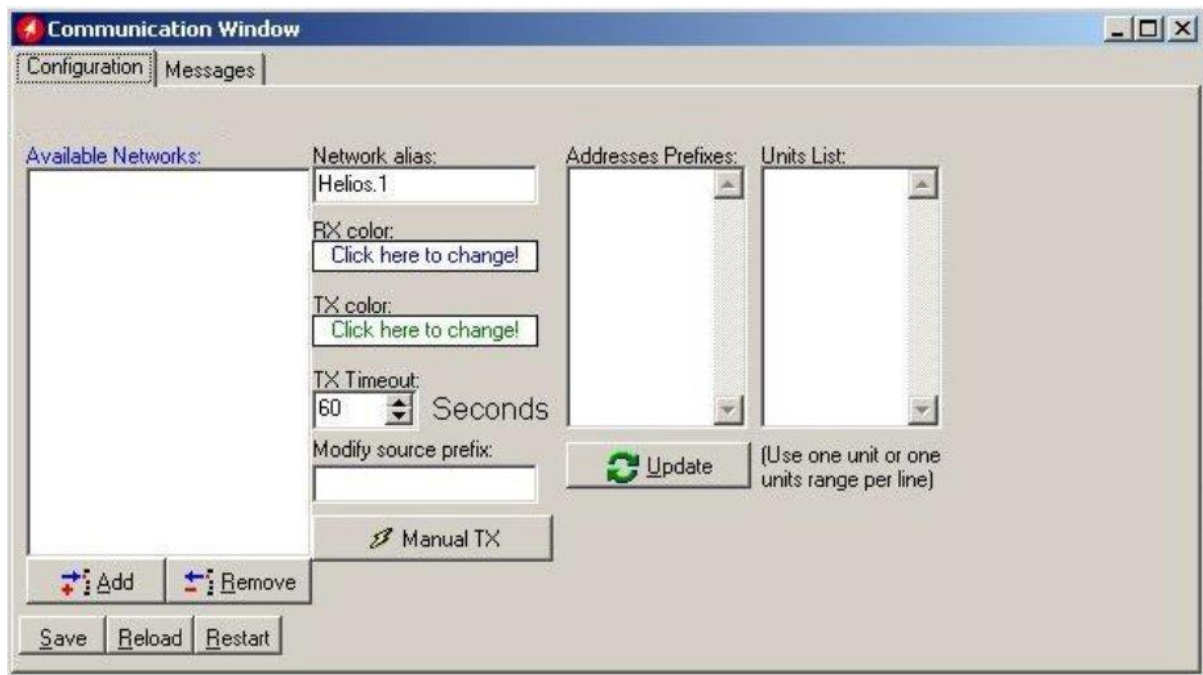 Communication Window
Configuration
Messages
Available Networks:
Network alias:
Addresses Prefixes:
Units List:
Helios.1
RX color:
Click here to change!
TX color:
Click here to change!
TX Timeout:
60
Seconds
Modify source prefix:
Update
(Use one unit or one
units range per line)
Manual TX
Add
Remove
Save
Reload
Restart